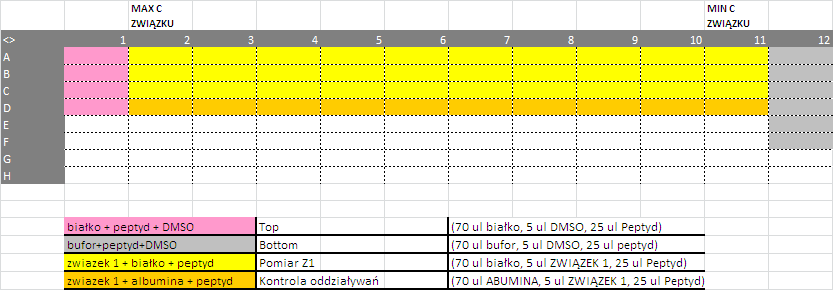 MAX C
ZWIĄZKU
MIN C
ZWIĄZKU
<> 1 2 3 4 5 6 7 8 9 10 11 12
A
B
C
D
E
F
G
H
białko + peptyd + DMSO Top (70 ul białko, 5 ul DMSO, 25 ul Peptyd)
bufor+peptyd+DMSO Bottom (70 ul bufor, 5 ul DMSO, 25 ul peptyd)
zwiazek 1 + białko + peptyd Pomiar Z1 (70 ul białko, 5 ul ZWIĄZEK 1, 25 ul Peptyd)
zwiazek 1 + albumina + peptyd Kontrola oddziaływań (70 ul ABUMINA, 5 ul ZWIĄZEK 1, 25 ul Peptyd)